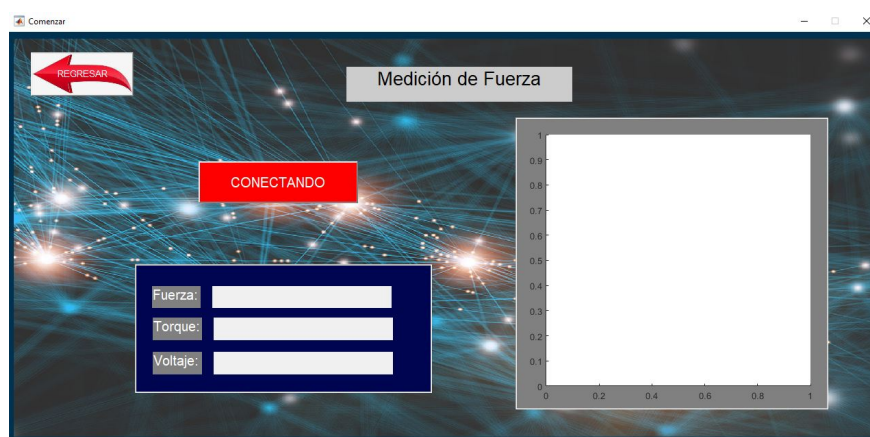 Comenzar
REGRESAR
Medición de Fuerza
CONECTANDO
Fuerza:
Torque:
Voltaje:
1
0.9
0.8
0.7
0.6
0.5
0.4
0.3
0.2
0.1
0
0 0.2 0.4 0.6 0.8 1